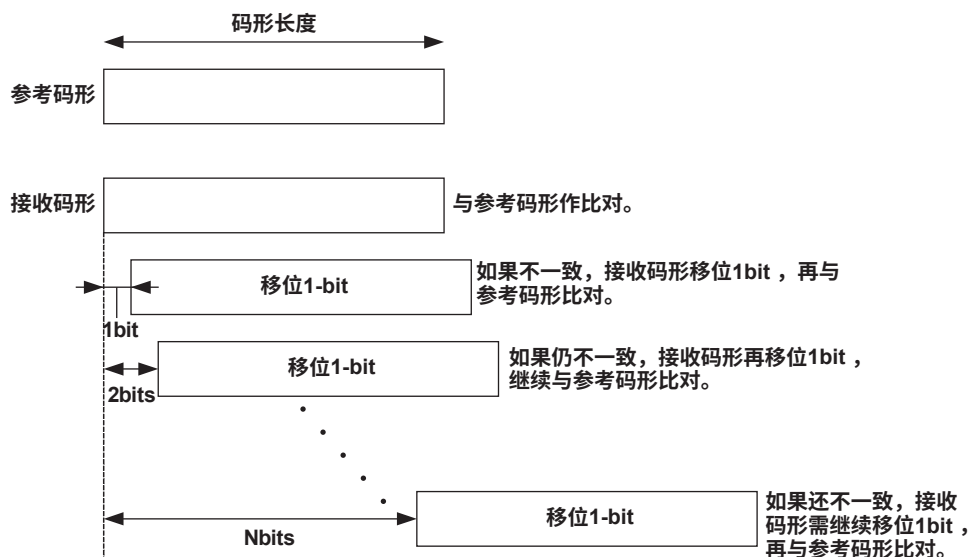 码形长度
参考码形
接收码形
与参考码形作比对。
移位1-bit
如果不一致，接收码形移位1bit ，再与
参考码形比对。
1bit
移位1-bit
如果仍不一致，接收码形再移位1bit ，
继续与参考码形比对。
2bits
移位1-bit
如果还不一致，接收
码形需继续移位1bit ，
再与参考码形比对。
Nbits